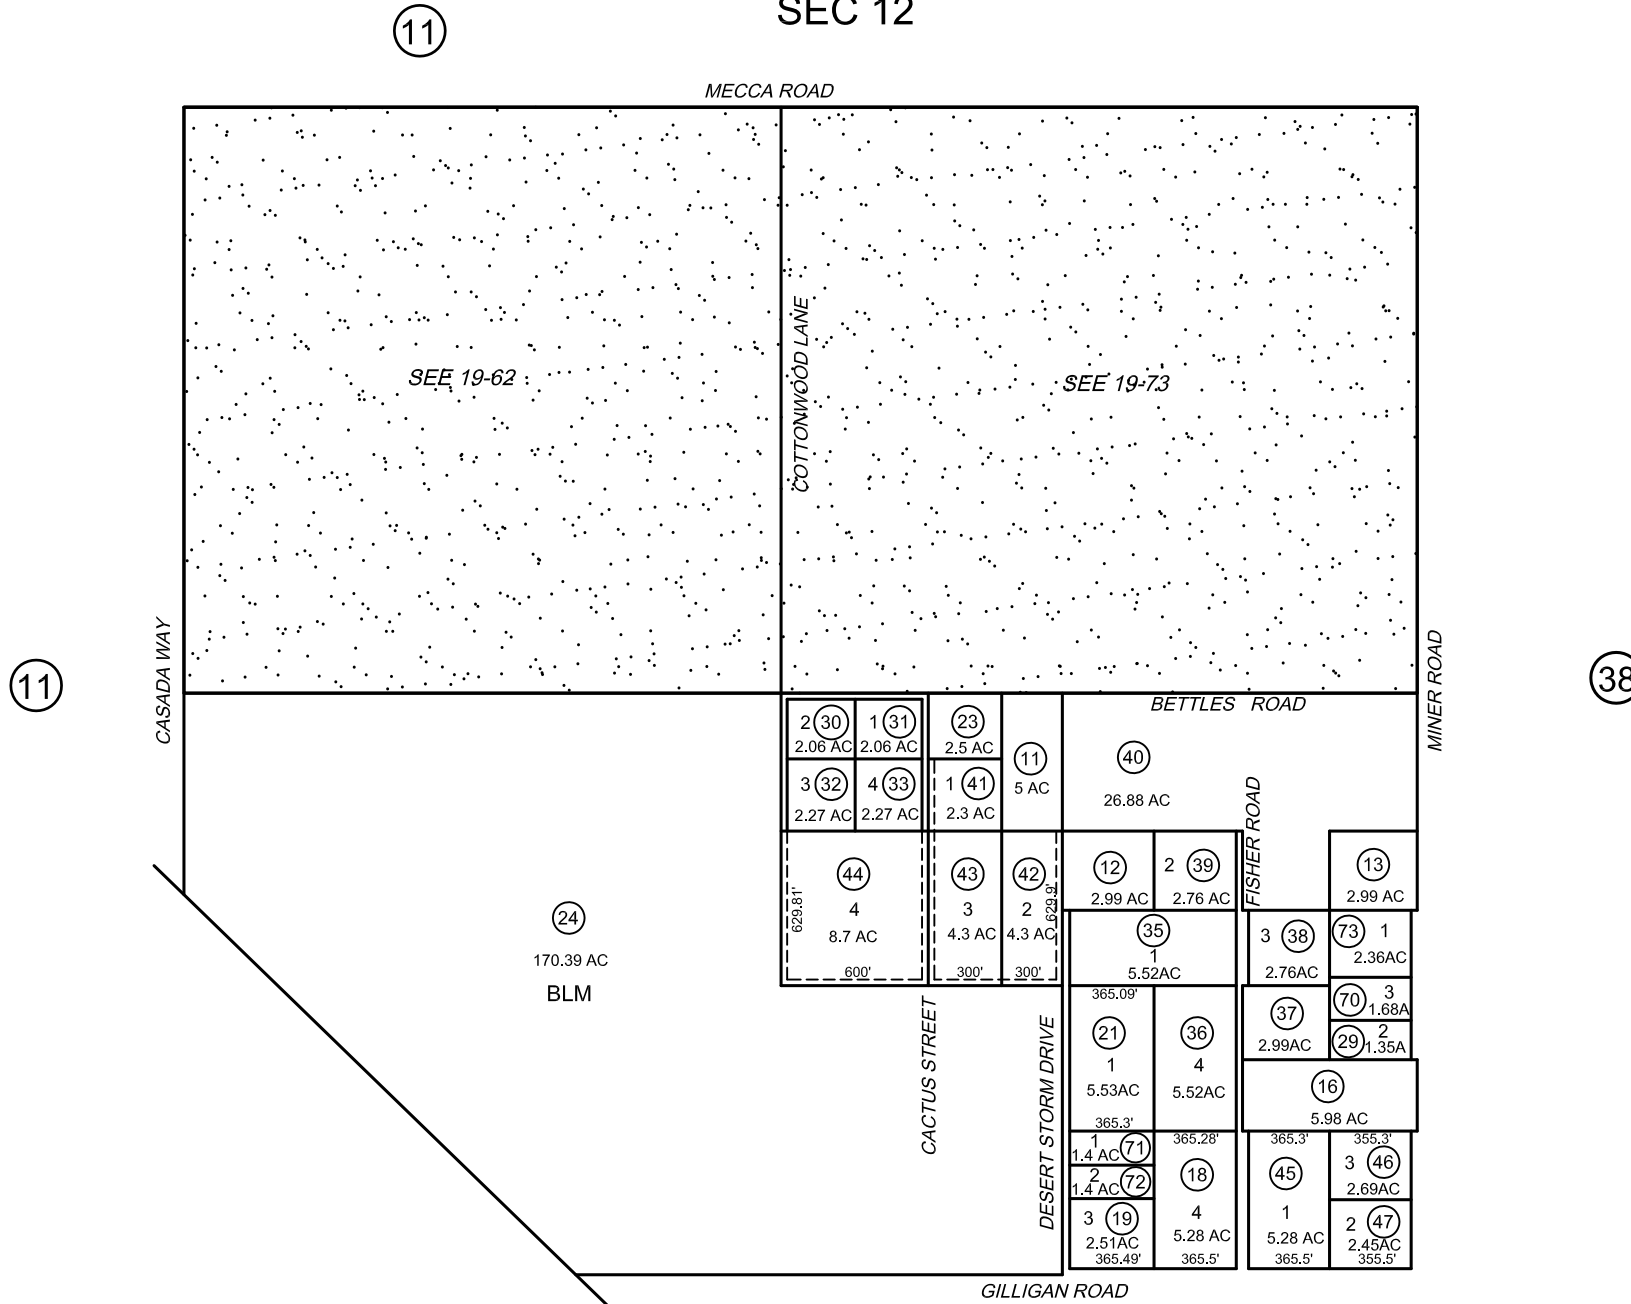 SEC 12
11
MECCA ROAD
COTTONWOOD LANE
SEE 19-62
SEE 19-73
CASADA WAY
MINER ROAD
11
38
BETTLES ROAD
2 30
2.06 AC
1 31
2.06 AC
23
2.5 AC
11
5 AC
40
26.88 AC
3 32
2.27 AC
4 33
2.27 AC
1 41
2.3 AC
FISHER ROAD
44
4
8.7 AC
629.81'
600'
43
3
4.3 AC
300'
42
2
4.3 AC
629.9'
300'
12
2.99 AC
2 39
2.76 AC
13
2.99 AC
24
170.39 AC
BLM
35
1
5.52AC
3 38
2.76AC
73 1
2.36AC
70 3
1.68A
29 2
1.35A
37
2.99AC
365.09'
21
1
5.53AC
365.3'
36
4
5.52AC
16
5.98 AC
CACTUS STREET
DESERT STORM DRIVE
1 71
1.4 AC
2 72
1.4 AC
3 19
2.51AC
365.49'
365.28'
18
4
5.28 AC
365.5'
365.3'
45
1
5.28 AC
365.5'
355.3'
3 46
2.69AC
2 47
2.45AC
355.5'
GILLIGAN ROAD